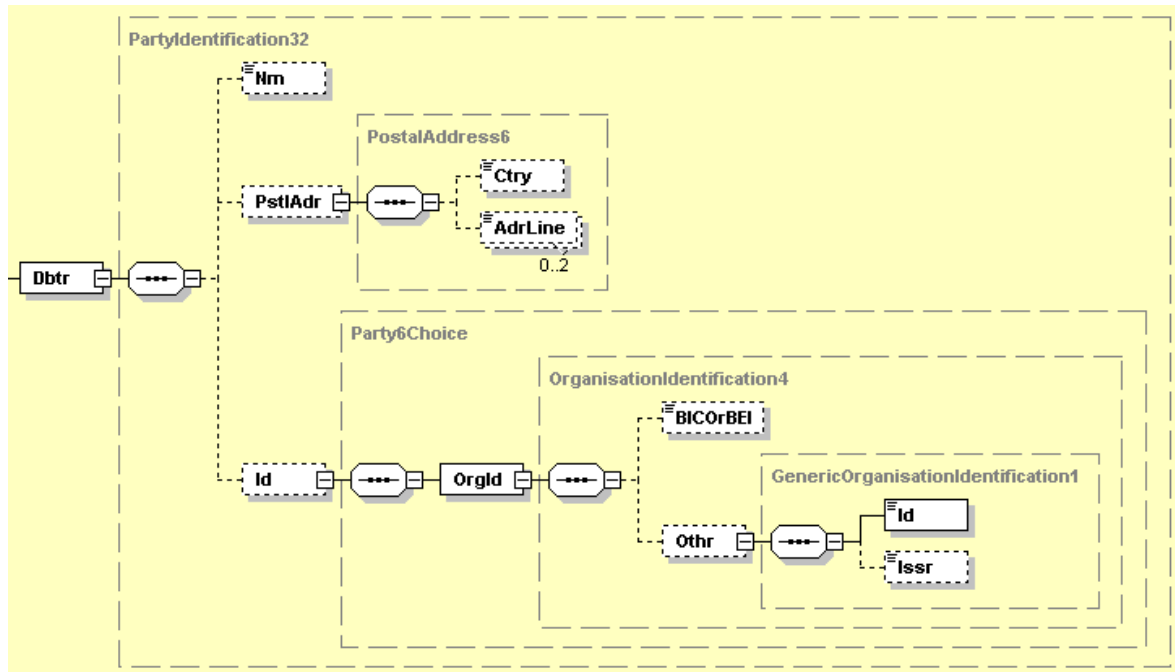 PartyIdentification32
Nm
PostalAddress6
Ctry
PstlAdr
AdrLine
0..2
Dbtr
Party6Choice
OrganisationIdentification4
BICOrBEI
Id
OrgId
GenericOrganisationIdentification1
Id
Othr
Issr